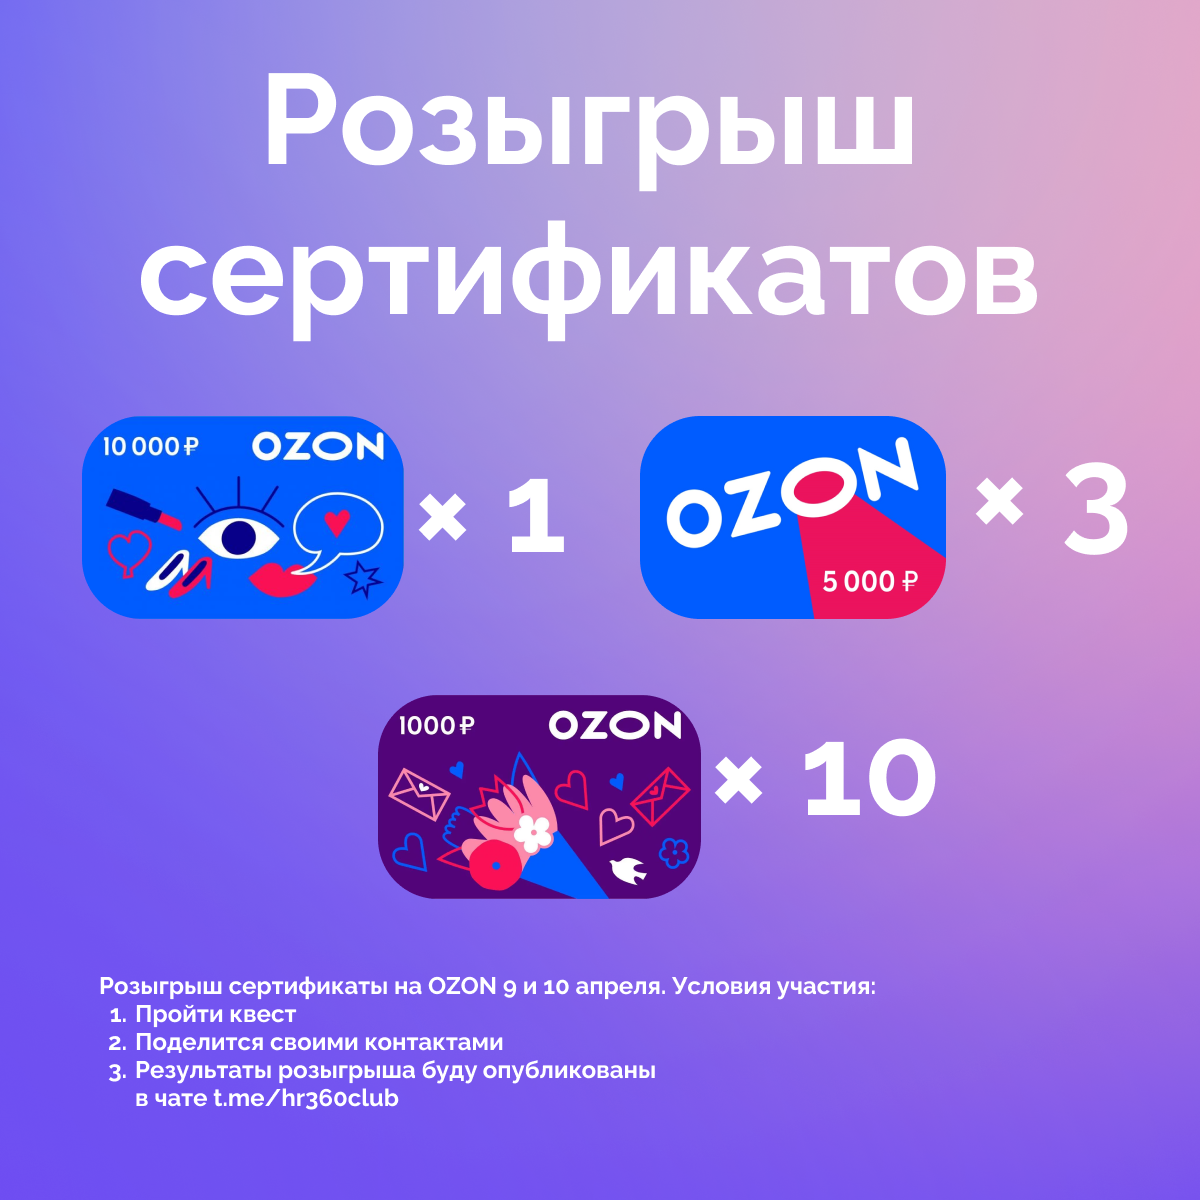 Розыгрыш
сертификатов
10 000 ₽ OZON
× 1
OZON
5 000 ₽
× 3
1000 ₽ OZON
× 10
Розыгрыш сертификаты на OZON 9 и 10 апреля. Условия участия:
1. Пройти квест
2. Поделится своими контактами
3. Результаты розыгрыша буду опубликованы
в чате t.me/hr360club